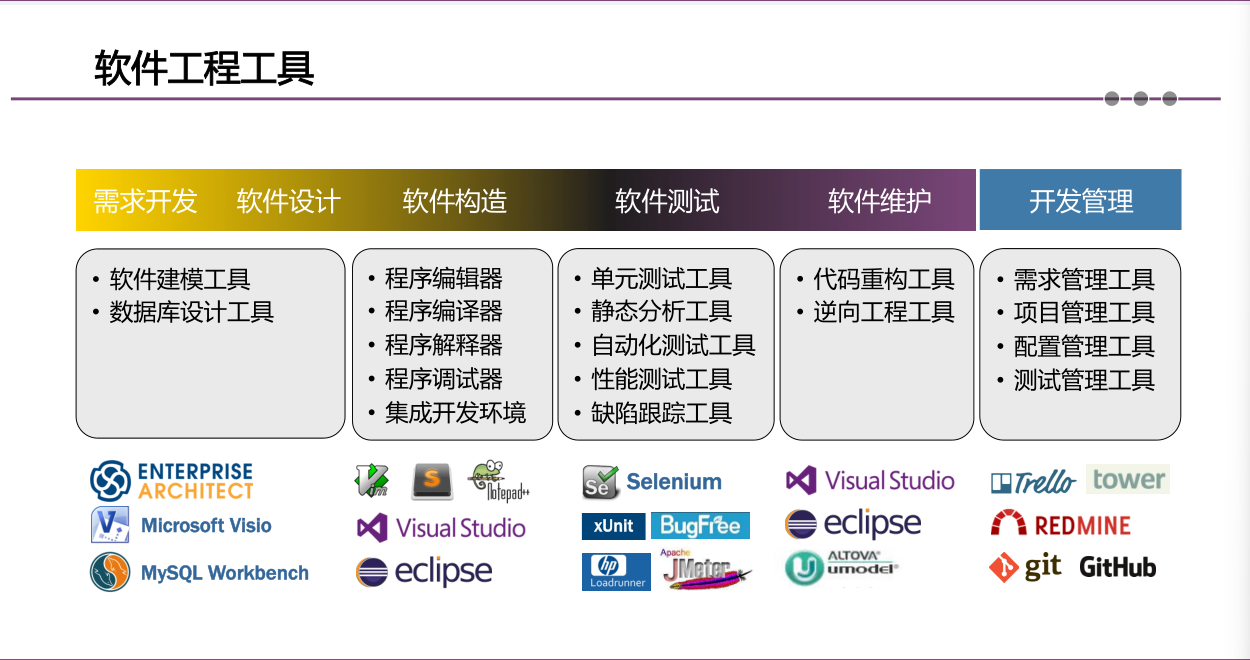 软件工程工具
需求开发 软件设计 软件构造 软件测试 软件维护 开发管理
• 软件建模工具
• 数据库设计工具
• 程序编辑器
• 程序编译器
• 程序解释器
• 程序调试器
• 集成开发环境
• 单元测试工具
• 静态分析工具
• 自动化测试工具
• 性能测试工具
• 缺陷跟踪工具
• 代码重构工具
• 逆向工程工具
• 需求管理工具
• 项目管理工具
• 配置管理工具
• 测试管理工具
ENTERPRISE
ARCHITECT
Microsoft Visio
MySQL Workbench
Vim S Notepad++
Visual Studio
eclipse
Se Selenium
xUnit BugFree
hp
Loadrunner
Apache
JMeter
Visual Studio
eclipse
ALTOVA®
umodel®
Trello tower
REDMINE
git GitHub